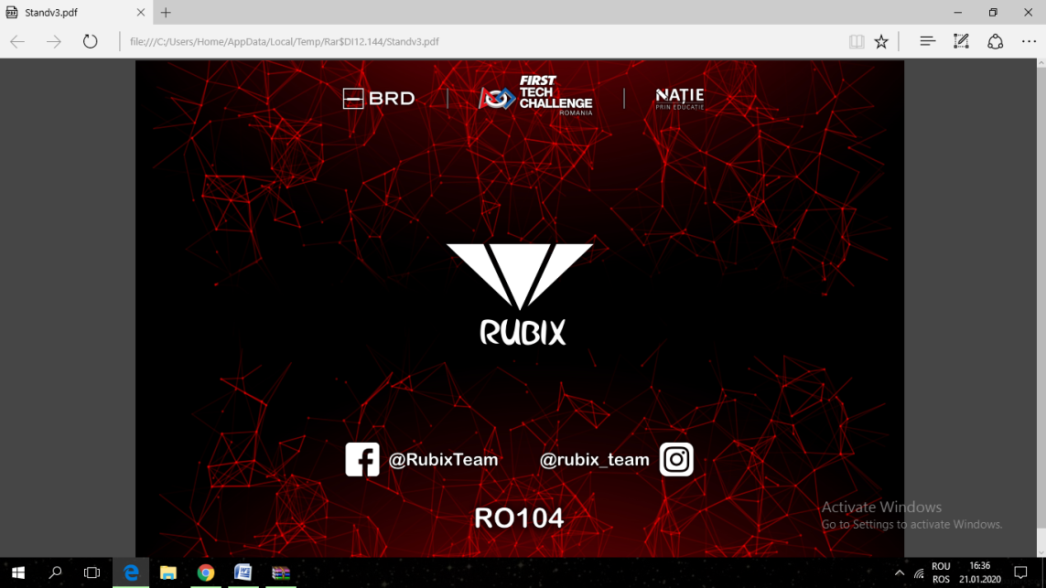 Standv3.pdf
file:///C:/Users/Home/AppData/Local/Temp/Rar$DI12.144/Standv3.pdf
BRD
FIRST
TECH
CHALLENGE
ROMANIA
NAȚIE
PRIN EDUCAȚIE
RUBIX
@RubixTeam
@rubix_team
RO104
Activate Windows
Go to Settings to activate Windows.
ROU
ROS
16:36
21.01.2020